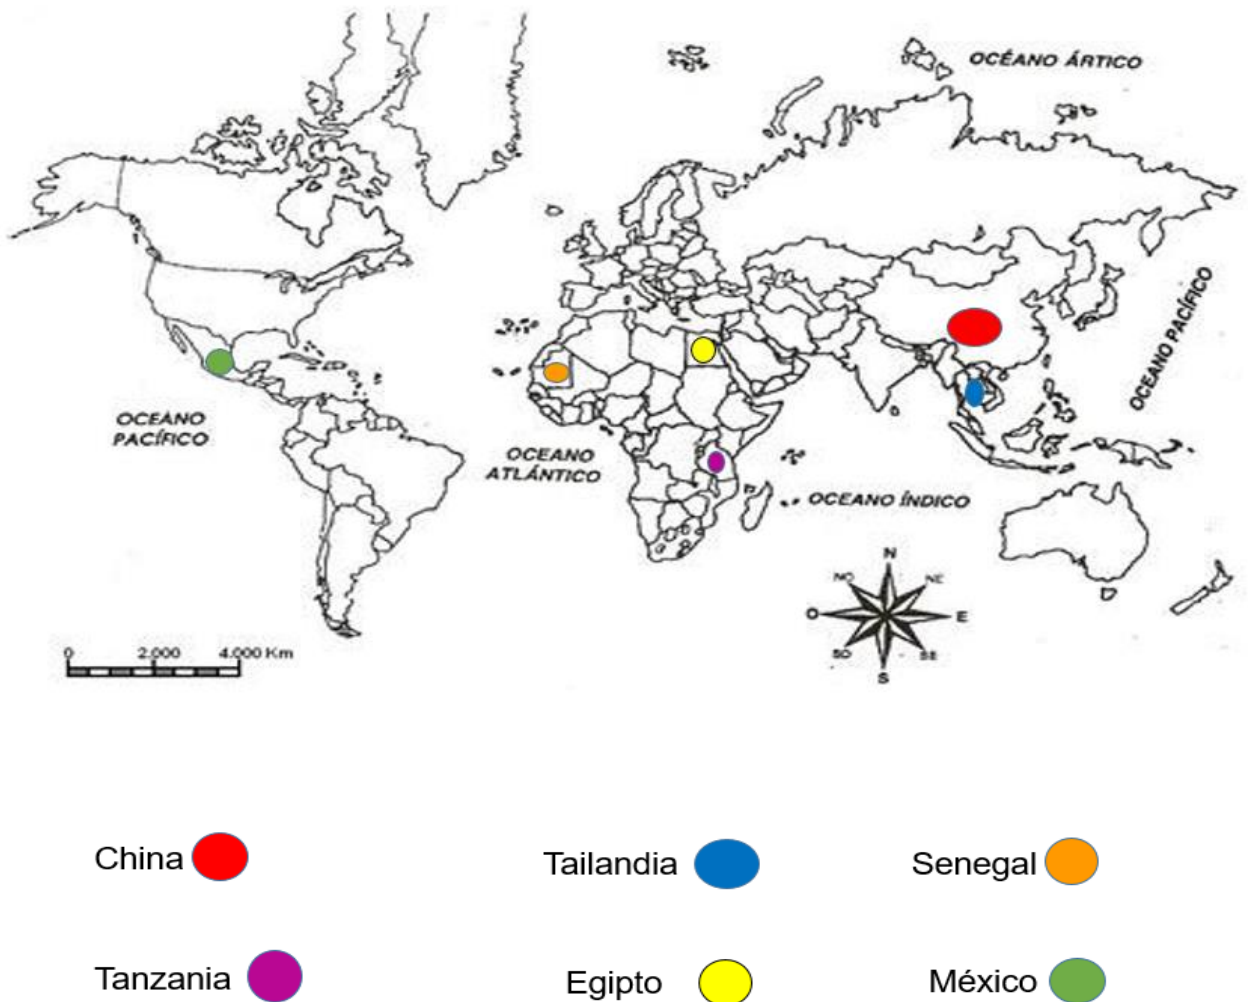 OCÉANO ÁRTICO
OCEANO PACÍFICO
OCEANO
PACÍFICO
OCEANO
ATLÁNTICO
OCEANO ÍNDICO
N
NO
NE
O
E
SO
SE
S
0
2.000
4.000 Km
China
Tailandia
Senegal
Tanzania
Egipto
México